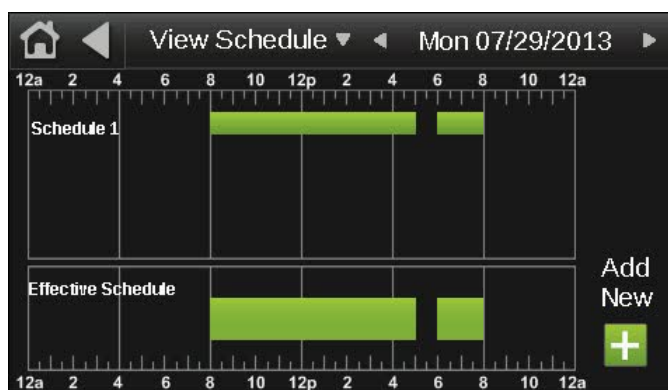 View Schedule Mon 07/29/2013
12a 2 4 6 8 10 12p 2 4 6 8 10 12a
Schedule 1
Effective Schedule
Add
New
12a 2 4 6 8 10 12p 2 4 6 8 10 12a